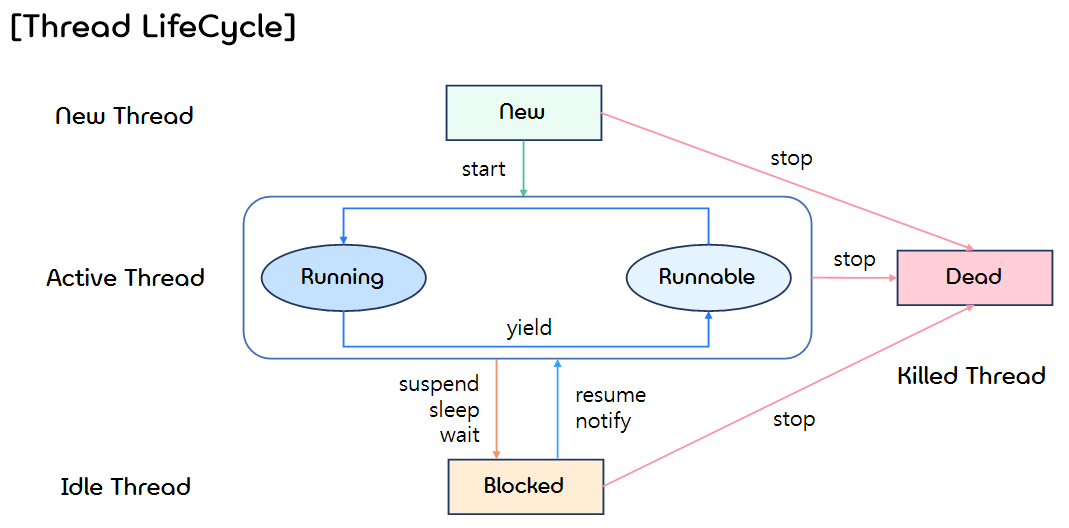 [Thread LifeCycle]
New Thread
New
start
stop
Active Thread
Running
Runnable
yield
stop
Dead
Killed Thread
suspend
sleep
wait
resume
notify
stop
Idle Thread
Blocked